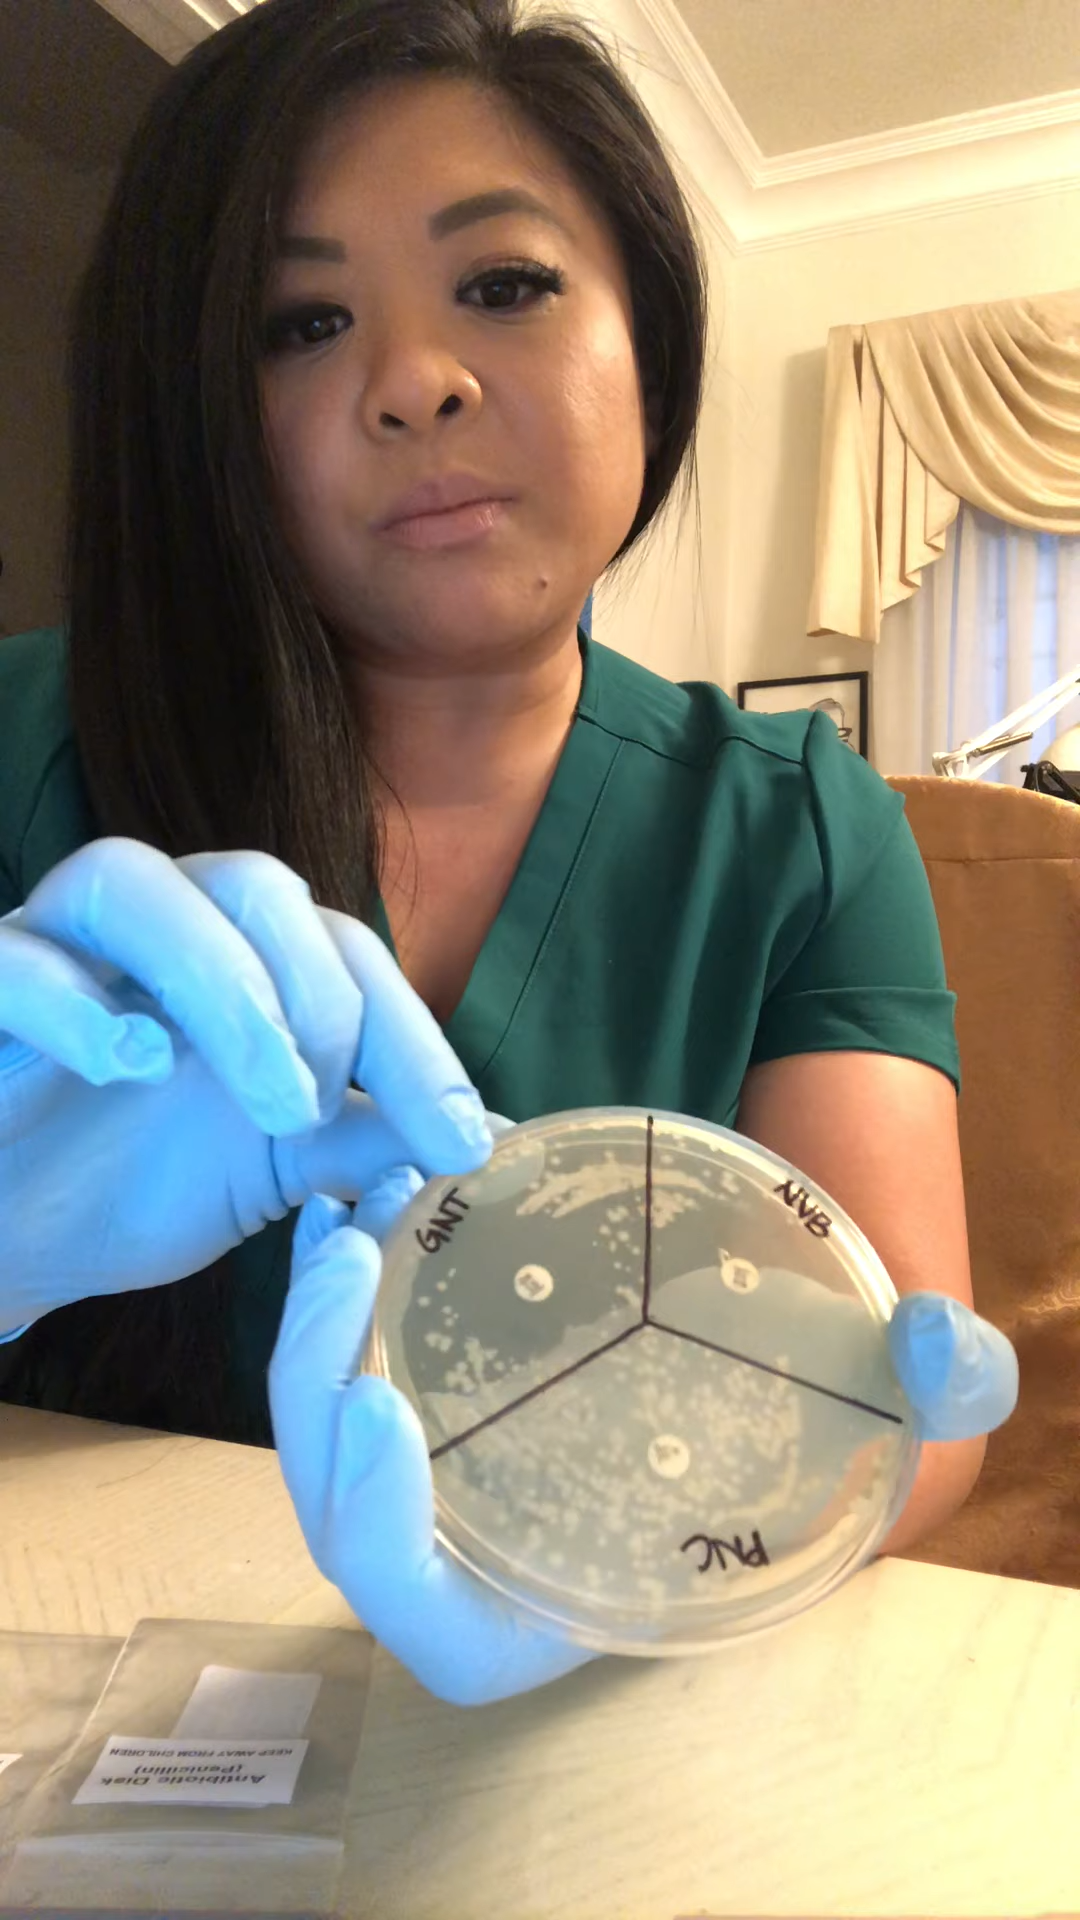 GNT
NVB
PNC
Antibiotic Disk
(Penicillin)
KEEP AWAY FROM CHILDREN